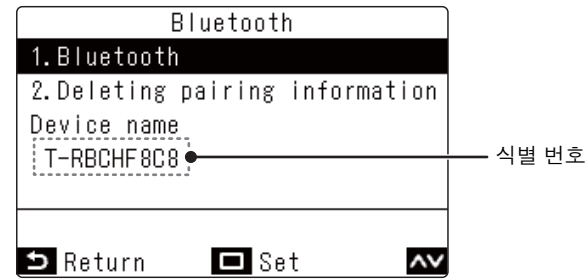 Bluetooth
1.Bluetooth
2.Deleting pairing information
Device name
T-RBCHF8C8
식별 번호
Return Set